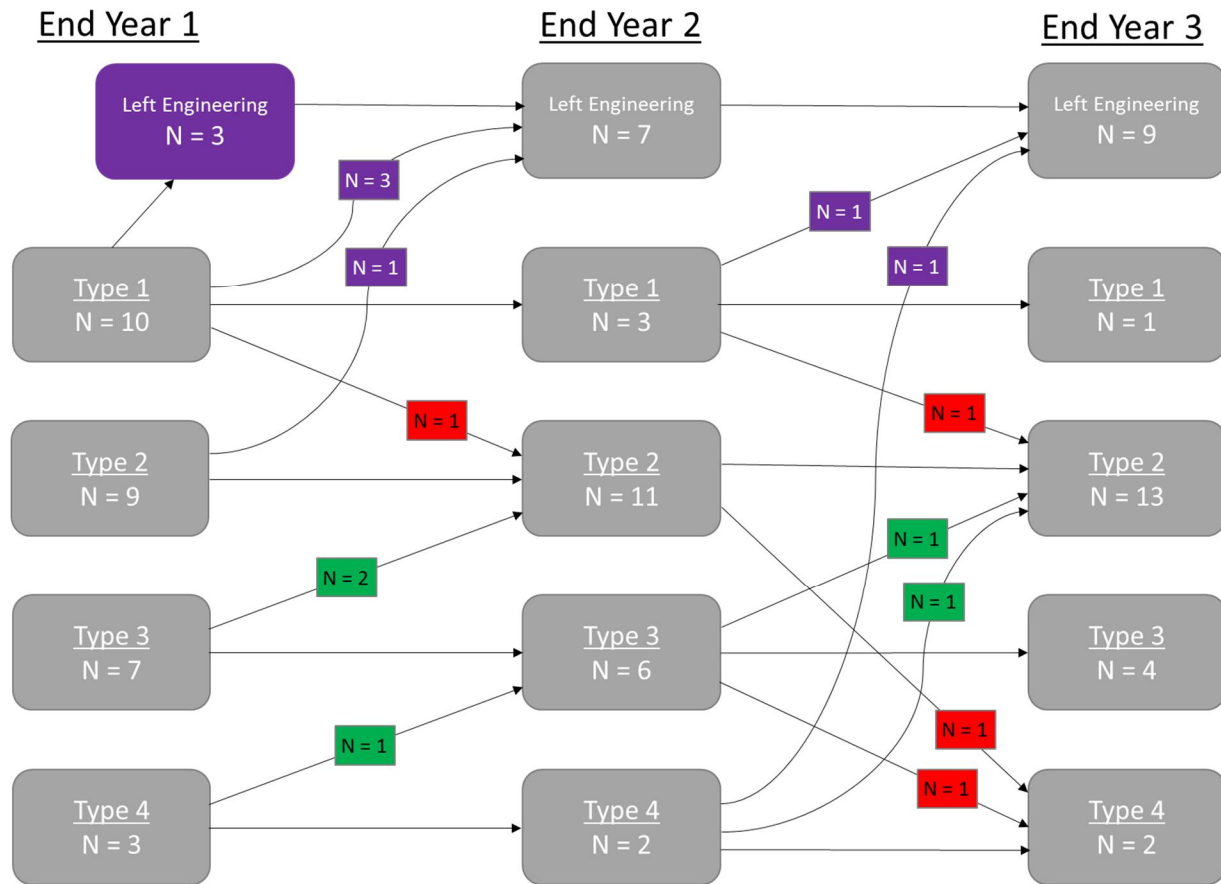 End Year 1
End Year 2
End Year 3
Left Engineering
N = 3
Left Engineering
N = 7
Left Engineering
N = 9
N = 3
N = 1
N = 1
N = 1
Type 1
N = 10
Type 1
N = 3
Type 1
N = 1
N = 1
N = 1
Type 2
N = 9
Type 2
N = 11
Type 2
N = 13
N = 2
N = 1
N = 1
Type 3
N = 7
Type 3
N = 6
Type 3
N = 4
N = 1
N = 1
N = 1
Type 4
N = 3
Type 4
N = 2
Type 4
N = 2